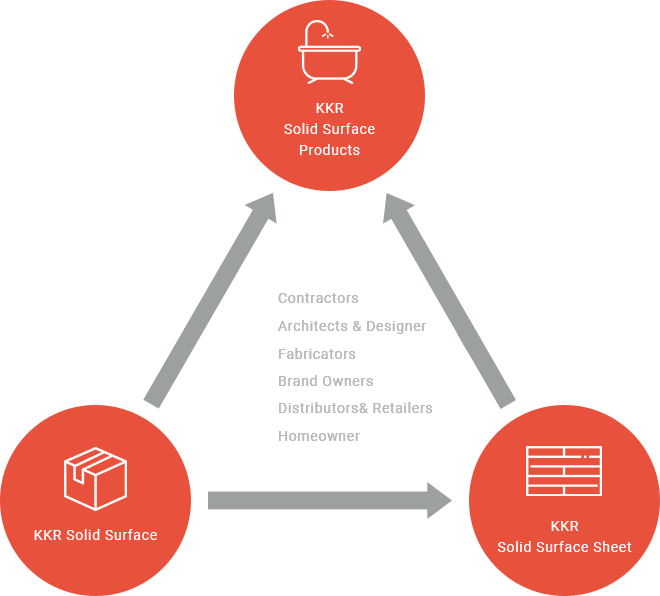 KKR
Solid Surface
Products
Contractors
Architects & Designer
Fabricators
Brand Owners
Distributors& Retailers
Homeowner
KKR Solid Surface
KKR
Solid Surface Sheet